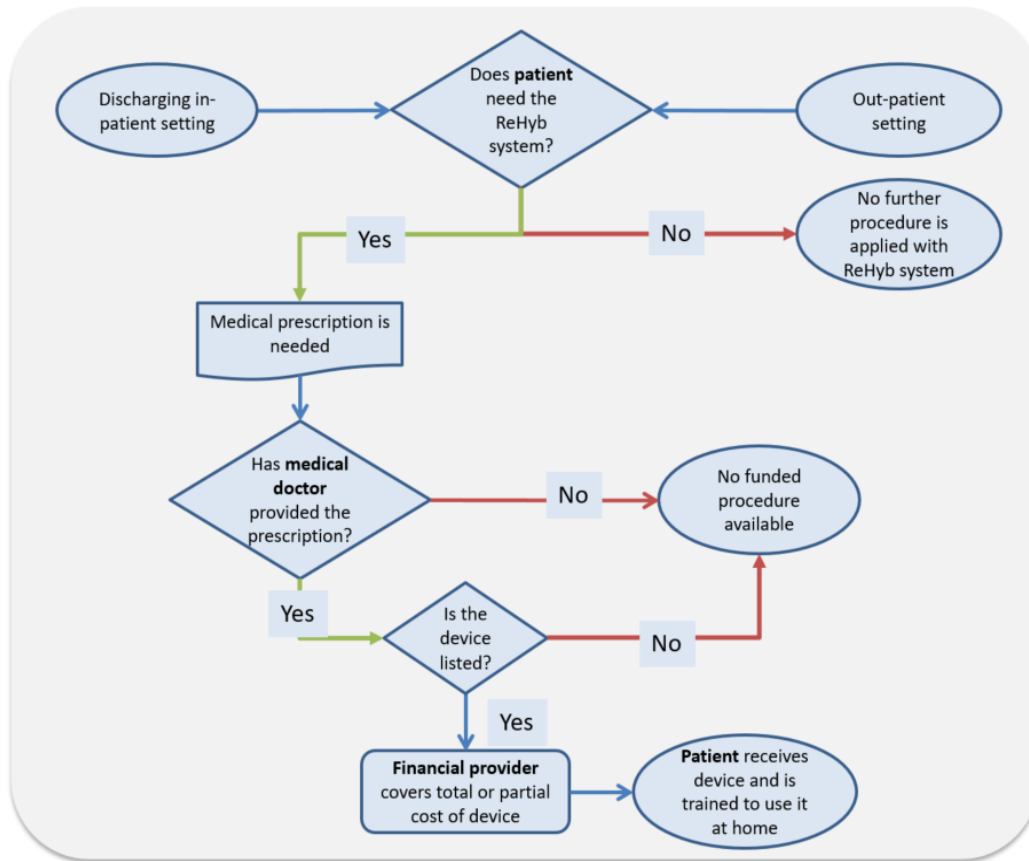 Discharging in-
patient setting
Does patient
need the
ReHyb
system?
Out-patient
setting
Yes
No
No further
procedure is
applied with
ReHyb system
Medical prescription is
needed
Has medical
doctor
provided the
prescription?
No
No funded
procedure
available
Yes
Is the
device
listed?
No
Yes
Financial provider
covers total or partial
cost of device
Patient receives
device and is
trained to use it
at home